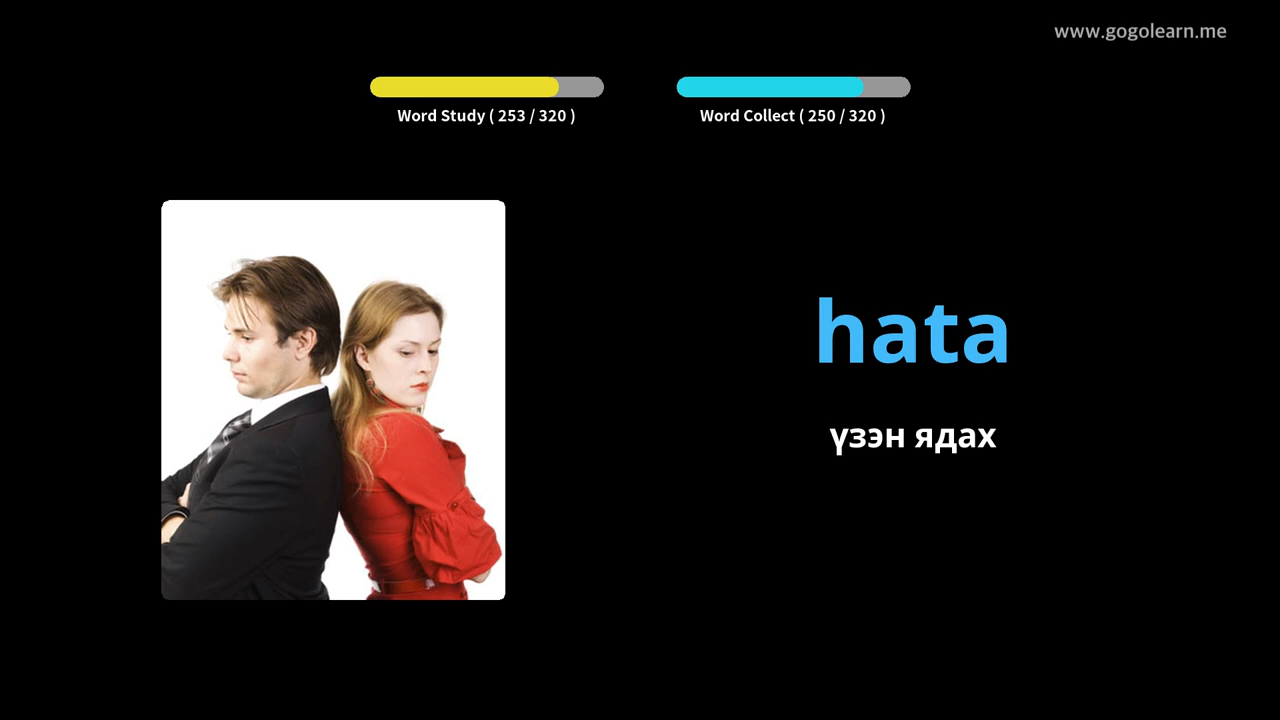 www.gogolearn.me
Word Study ( 253 / 320 )
Word Collect ( 250 / 320 )
hata
үзэн ядах